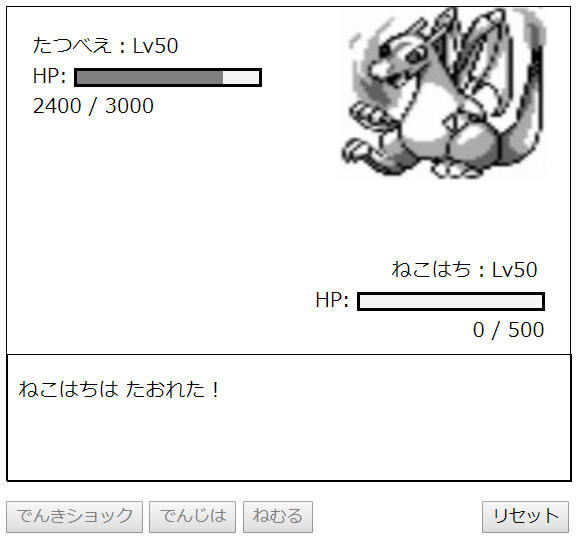 たつべえ：Lv50
HP:
2400 / 3000
ねこはち：Lv50
HP:
0 / 500
ねこはちは たおれた！
でんきショック でんじは ねむる リセット